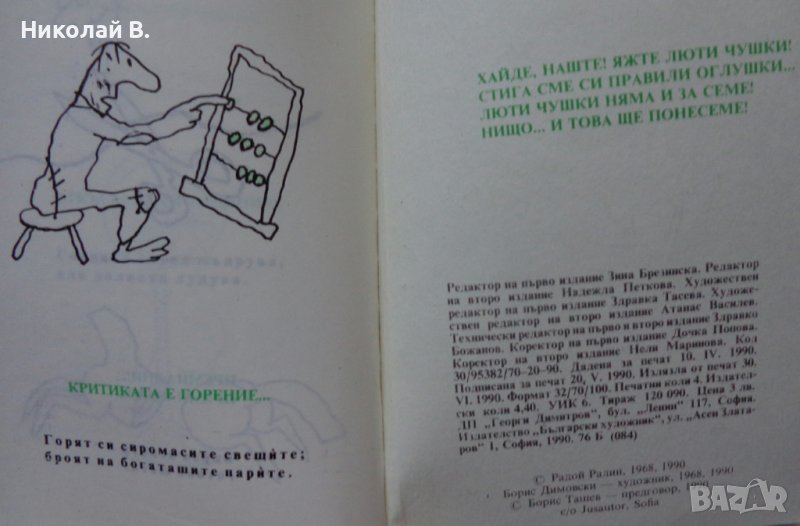 Николай В.
КРИТИКАТА Е ГОРЕНИЕ...
Горят си сиромасите свещѝте;
броят на богаташите парѝте.
ХАЙДЕ, НАШТЕ! ЯЖТЕ ЛЮТИ ЧУШКИ!
СТИГА СМЕ СИ ПРАВИЛИ ОГЛУШКИ...
ЛЮТИ ЧУШКИ НЯМА И ЗА СЕМЕ!
НИЩО... И ТОВА ЩЕ ПОНЕСЕМЕ!
Редактор на първо издание Зина Брезинска. Редактор
на второ издание Надежда Петкова. Художествен
редактор на първо издание Здравка Тасева. Художе-
ствен редактор на второ издание Атанас Василев.
Технически редактор на първо и второ издание Здравко
Божанов. Коректор на първо издание Дочка Попова.
Коректор на второ издание Нели Маринова. Код
30/95382/70-20-90. Дадена за печат 10. IV. 1990.
Подписана за печат 20, V. 1990. Излязла от печат 30.
VI. 1990. Формат 32/70/100. Печатни коли 4. Издател-
ски коли 4,40. УИК 6. Тираж 120 090. Цена 3 лв.
ДП „Георги Димитров", бул. „Ленин" 117. София.
Издателство „Български художник", ул. „Асен Злата-
ров" 1, София, 1990. 76 Б (084)
© Радой Ралин, 1968, 1990
Борис Димовски — художник, 1968, 1990
© Борис Ташев — предговор, 1990
c/o Jusautor, Sofia
BAZAR